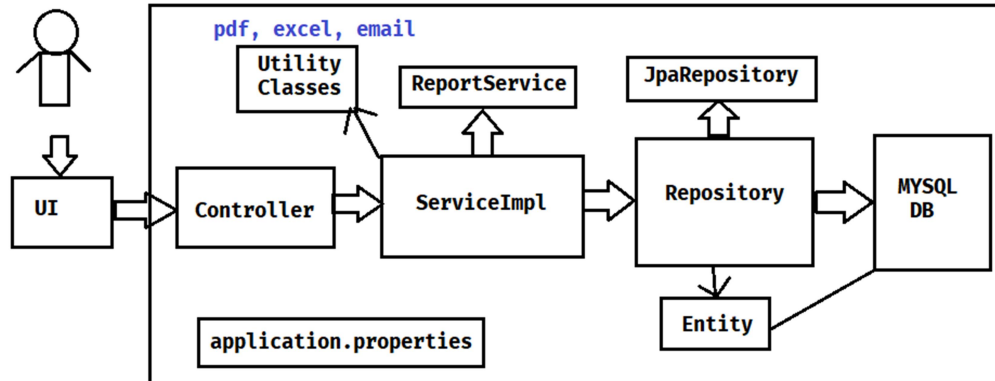 pdf, excel, email
Utility
Classes
ReportService
JpaRepository
UI
Controller
ServiceImpl
Repository
MYSQL
DB
Entity
application.properties